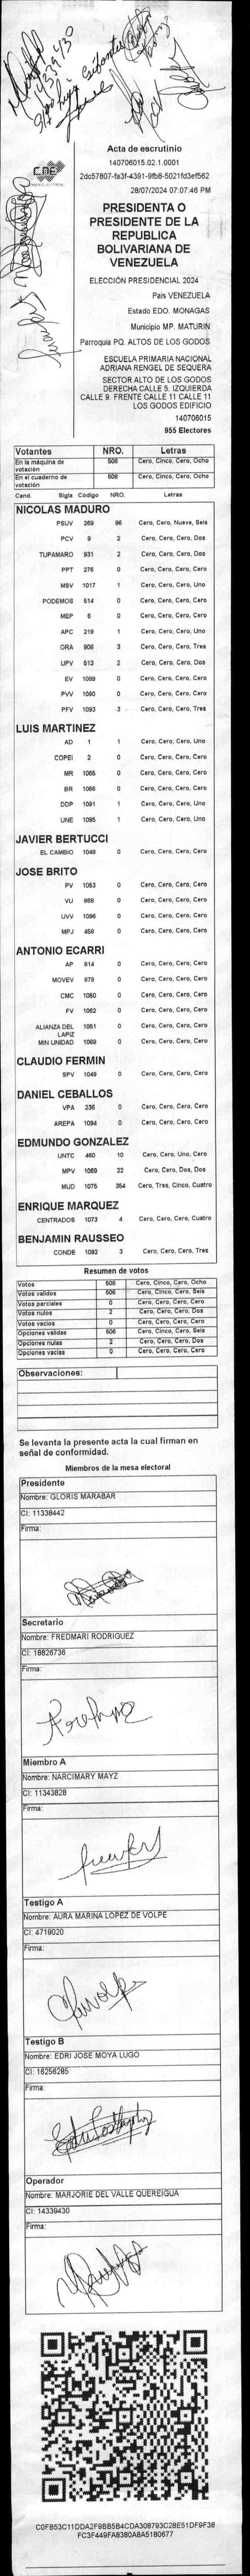 CNE
Acta de escrutinio
140706015.02.1.0001
2dc57807-fa3f-4391-9fb8-5021fd3ef562
28/07/2024 07:07:46 PM
PRESIDENTA O
PRESIDENTE DE LA
REPUBLICA
BOLIVARIANA DE
VENEZUELA
ELECCIÓN PRESIDENCIAL 2024
País VENEZUELA
Estado EDO. MONAGAS
Municipio MP. MATURIN
Parroquia PQ. ALTOS DE LOS GODOS
ESCUELA PRIMARIA NACIONAL
ADRIANA RENGEL DE SEQUERA
SECTOR ALTO DE LOS GODOS
DERECHA CALLE 5. IZQUIERDA
CALLE 9. FRENTE CALLE 11 CALLE 11
LOS GODOS EDIFICIO
140706015
955 Electores
Votantes NRO. Letras
En la máquina de votación 508 Cero, Cinco, Cero, Ocho
En el cuaderno de votación 508 Cero, Cinco, Cero, Ocho
Cand. Sigla Código NRO. Letras
NICOLAS MADURO
PSUV 269 96 Cero, Cero, Nueve, Seis
PCV 9 2 Cero, Cero, Cero, Dos
TUPAMARO 931 2 Cero, Cero, Cero, Dos
PPT 276 0 Cero, Cero, Cero, Cero
MSV 1017 1 Cero, Cero, Cero, Uno
PODEMOS 514 0 Cero, Cero, Cero, Cero
MEP 6 0 Cero, Cero, Cero, Cero
APC 219 1 Cero, Cero, Cero, Uno
ORA 906 3 Cero, Cero, Cero, Tres
UPV 513 2 Cero, Cero, Cero, Dos
EV 1089 0 Cero, Cero, Cero, Cero
PVV 1090 0 Cero, Cero, Cero, Cero
PFV 1093 3 Cero, Cero, Cero, Tres
LUIS MARTINEZ
AD 1 1 Cero, Cero, Cero, Uno
COPEI 2 0 Cero, Cero, Cero, Cero
MR 1065 0 Cero, Cero, Cero, Cero
BR 1066 0 Cero, Cero, Cero, Cero
DDP 1091 1 Cero, Cero, Cero, Uno
UNE 1095 1 Cero, Cero, Cero, Uno
JAVIER BERTUCCI
EL CAMBIO 1048 0 Cero, Cero, Cero, Cero
JOSE BRITO
PV 1053 0 Cero, Cero, Cero, Cero
VU 868 0 Cero, Cero, Cero, Cero
UVV 1096 0 Cero, Cero, Cero, Cero
MPJ 458 0 Cero, Cero, Cero, Cero
ANTONIO ECARRI
AP 814 0 Cero, Cero, Cero, Cero
MOVEV 878 0 Cero, Cero, Cero, Cero
CMC 1050 0 Cero, Cero, Cero, Cero
FV 1062 0 Cero, Cero, Cero, Cero
ALIANZA DEL LAPIZ 1051 0 Cero, Cero, Cero, Cero
MIN UNIDAD 1068 0 Cero, Cero, Cero, Cero
CLAUDIO FERMIN
SPV 1049 0 Cero, Cero, Cero, Cero
DANIEL CEBALLOS
VPA 236 0 Cero, Cero, Cero, Cero
AREPA 1094 0 Cero, Cero, Cero, Cero
EDMUNDO GONZALEZ
UNTC 460 10 Cero, Cero, Uno, Cero
MPV 1069 22 Cero, Cero, Dos, Dos
MUD 1075 354 Cero, Tres, Cinco, Cuatro
ENRIQUE MARQUEZ
CENTRADOS 1073 4 Cero, Cero, Cero, Cuatro
BENJAMIN RAUSSEO
CONDE 1092 3 Cero, Cero, Cero, Tres
Resumen de votos
Votos 508 Cero, Cinco, Cero, Ocho
Votos validos 506 Cero, Cinco, Cero, Seis
Votos parciales 0 Cero, Cero, Cero, Cero
Votos nulos 2 Cero, Cero, Cero, Dos
Votos vacios 0 Cero, Cero, Cero, Cero
Opciones validas 506 Cero, Cinco, Cero, Seis
Opciones nulas 2 Cero, Cero, Cero, Dos
Opciones vacias 0 Cero, Cero, Cero, Cero
Observaciones:
Se levanta la presente acta la cual firman en
señal de conformidad.
Miembros de la mesa electoral
Presidente
Nombre: GLORIS MARABAR
CI: 11338442
Firma:
Secretario
Nombre: FREDMARI RODRIGUEZ
CI: 18826736
Firma:
Miembro A
Nombre: NARCIMARY MAYZ
CI: 11343828
Firma:
Testigo A
Nombre: AURA MARINA LOPEZ DE VOLPE
CI: 4719020
Firma:
Testigo B
Nombre: EDRI JOSE MOYA LUGO
CI: 16256285
Firma:
Operador
Nombre: MARJORIE DEL VALLE QUEREIGUA
CI: 14339430
Firma:
C0FB53C11DDA2F9BB5B4CDA308793C28E51DF9F38
FC3F449FA8380A8A5180677